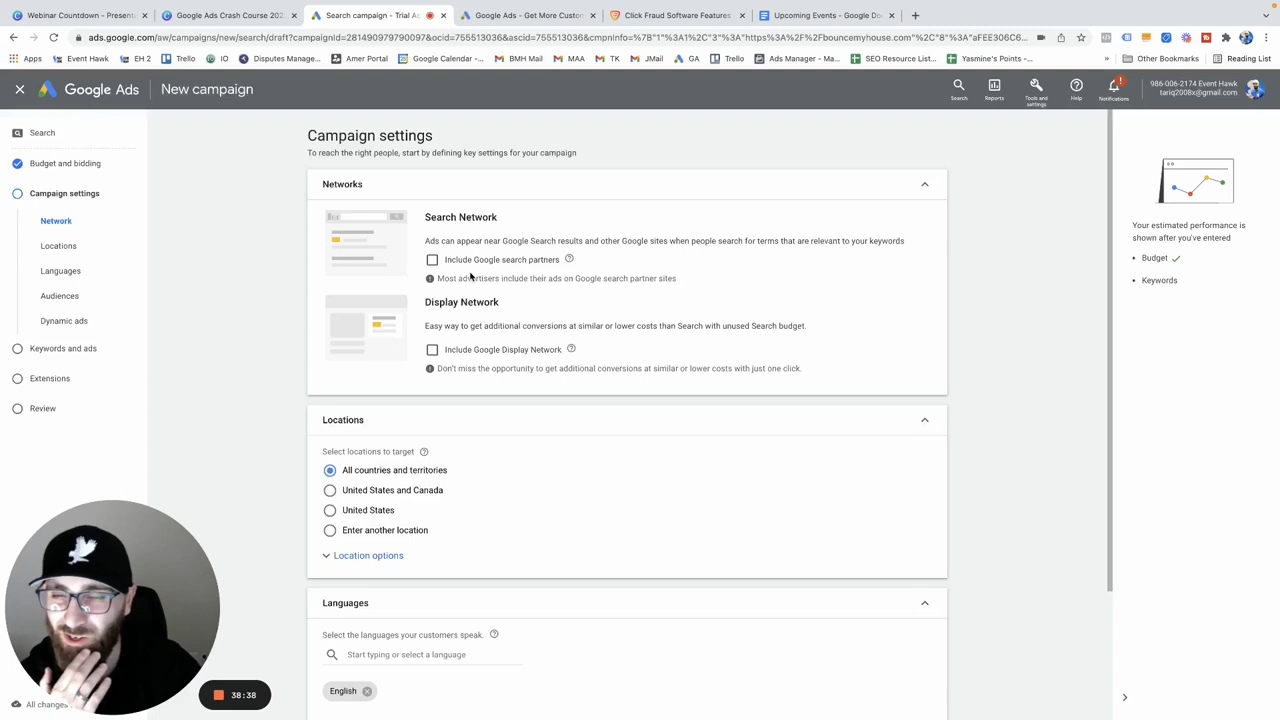 Webinar Countdown - Presenta
Google Ads Crash Course 202
Search campaign - Trial As
Google Ads - Get More Custom
Click Fraud Software Features
Upcoming Events - Google Do
ads.google.com/aw/campaigns/new/search/draft?campaignId=281490979790097&ocid=755513036&ascid=755513036&cmpnInfo=%7B"1%3A1%2C"3%3A"https%3A%2F%2Fbouncemyhouse.com"%2C"8"%3A"aFEE306C6...
Apps
Event Hawk
EH 2
Trello
IO
Disputes Manage...
Amer Portal
Google Calendar -...
BMH Mail
MAA
TK
JMail
GA
Trello
Ads Manager - Ma...
SEO Resource List...
Yasmine's Points -...
»
Other Bookmarks
Reading List
Google Ads
New campaign
Search
Reports
Tools and settings
Help
Notifications
986-006-2174 Event Hawk
tariq2008x@gmail.com
Search
Budget and bidding
Campaign settings
Network
Locations
Languages
Audiences
Dynamic ads
Keywords and ads
Extensions
Review
All changes
Campaign settings
To reach the right people, start by defining key settings for your campaign
Networks
Search Network
Ads can appear near Google Search results and other Google sites when people search for terms that are relevant to your keywords
Include Google search partners
Most advertisers include their ads on Google search partner sites
Display Network
Easy way to get additional conversions at similar or lower costs than Search with unused Search budget.
Include Google Display Network
Don't miss the opportunity to get additional conversions at similar or lower costs with just one click.
Locations
Select locations to target
All countries and territories
United States and Canada
United States
Enter another location
Location options
Languages
Select the languages your customers speak.
Start typing or select a language
English
Your estimated performance is
shown after you've entered
Budget
Keywords
38:38